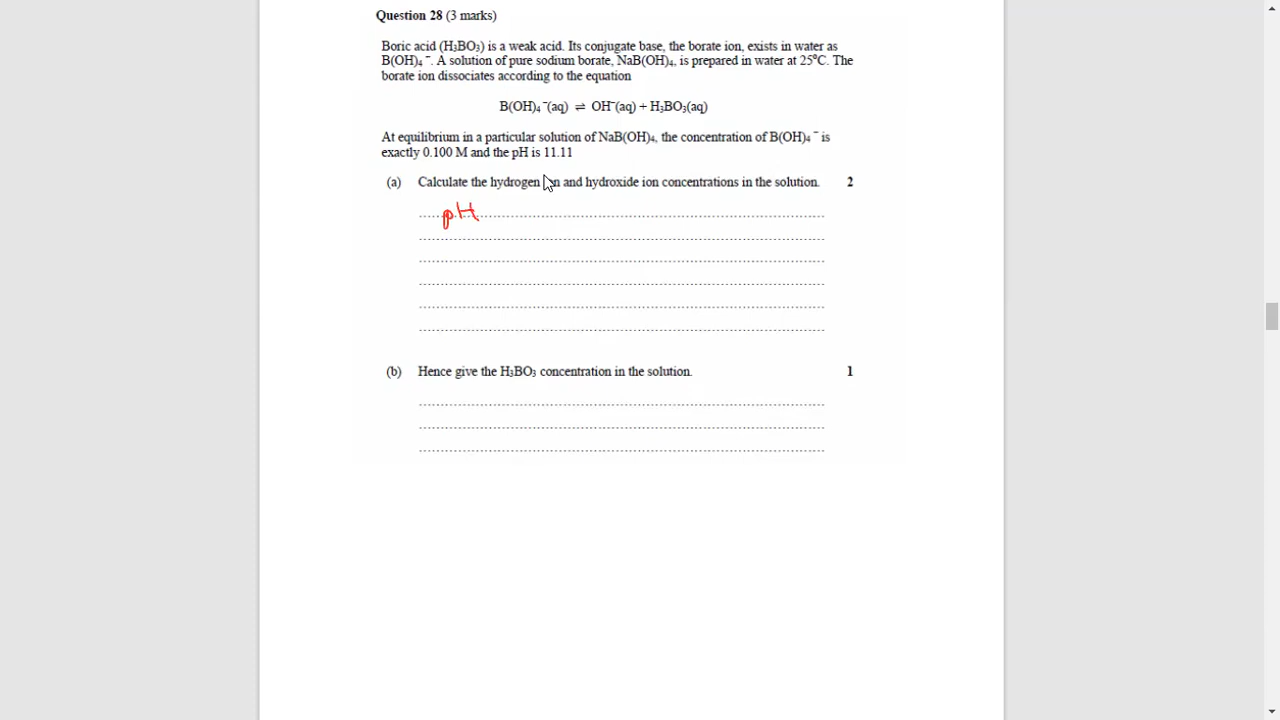 Question 28 (3 marks)
Boric acid (H₃BO₃) is a weak acid. Its conjugate base, the borate ion, exists in water as
B(OH)₄⁻. A solution of pure sodium borate, NaB(OH)₄, is prepared in water at 25°C. The
borate ion dissociates according to the equation
B(OH)₄⁻(aq) ⇌ OH⁻(aq) + H₃BO₃(aq)
At equilibrium in a particular solution of NaB(OH)₄, the concentration of B(OH)₄⁻ is
exactly 0.100 M and the pH is 11.11
(a) Calculate the hydrogen ion and hydroxide ion concentrations in the solution. 2
pH
(b) Hence give the H₃BO₃ concentration in the solution. 1